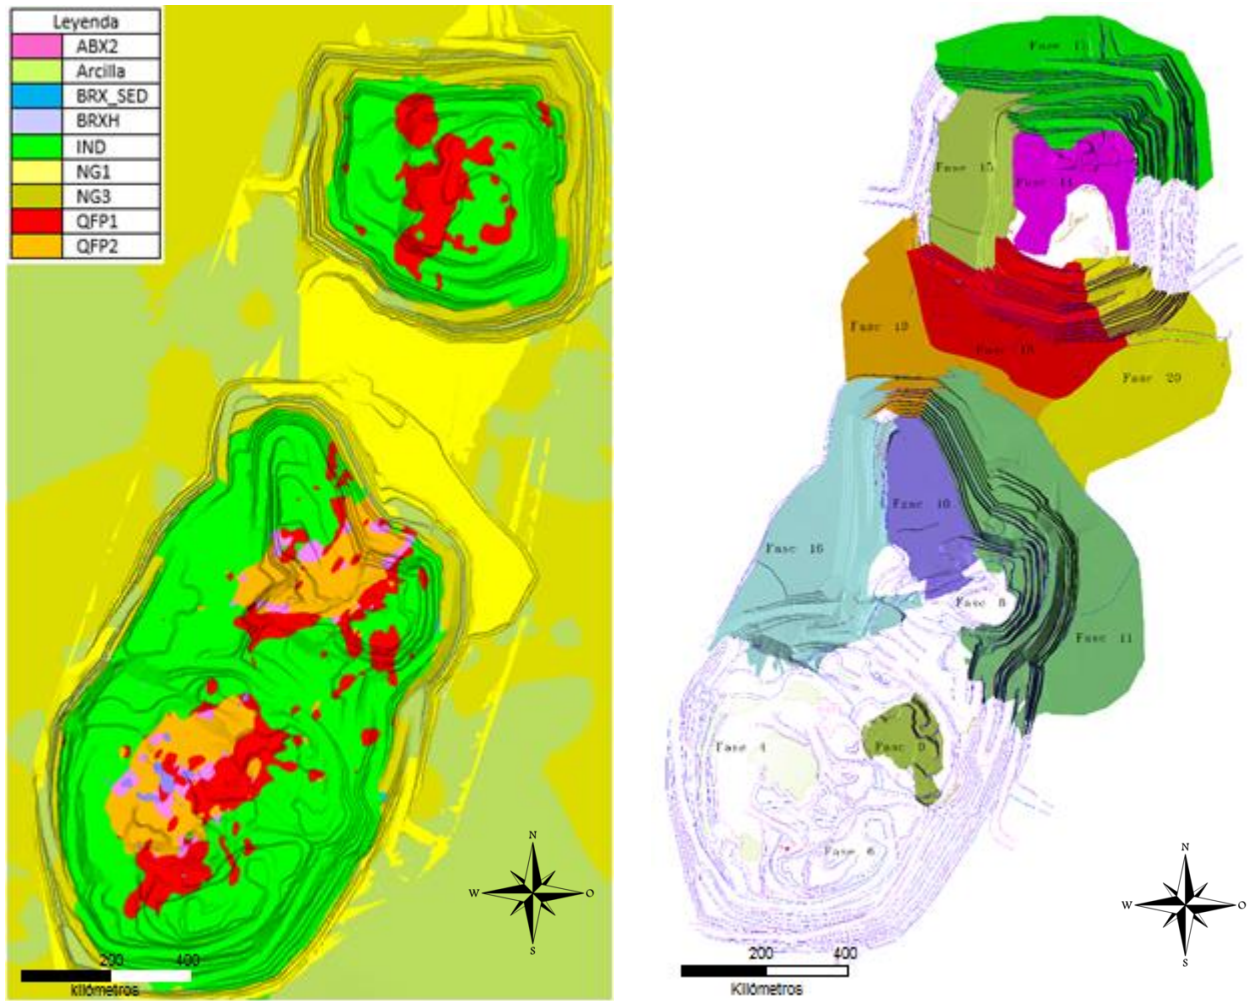 Leyenda
ABX2
Arcilla
BRX_SED
BRXH
IND
NG1
NG3
QFP1
QFP2
N
W
O
S
200
400
kilómetros
Fase
Fase 15
Fase 14
Fase 19
Fase 18
Fase 20
Fase 10
Fase 16
Fase 8
Fase 11
Fase 4
Fase 9
Fase 6
N
W
O
S
200
400
Kilómetros